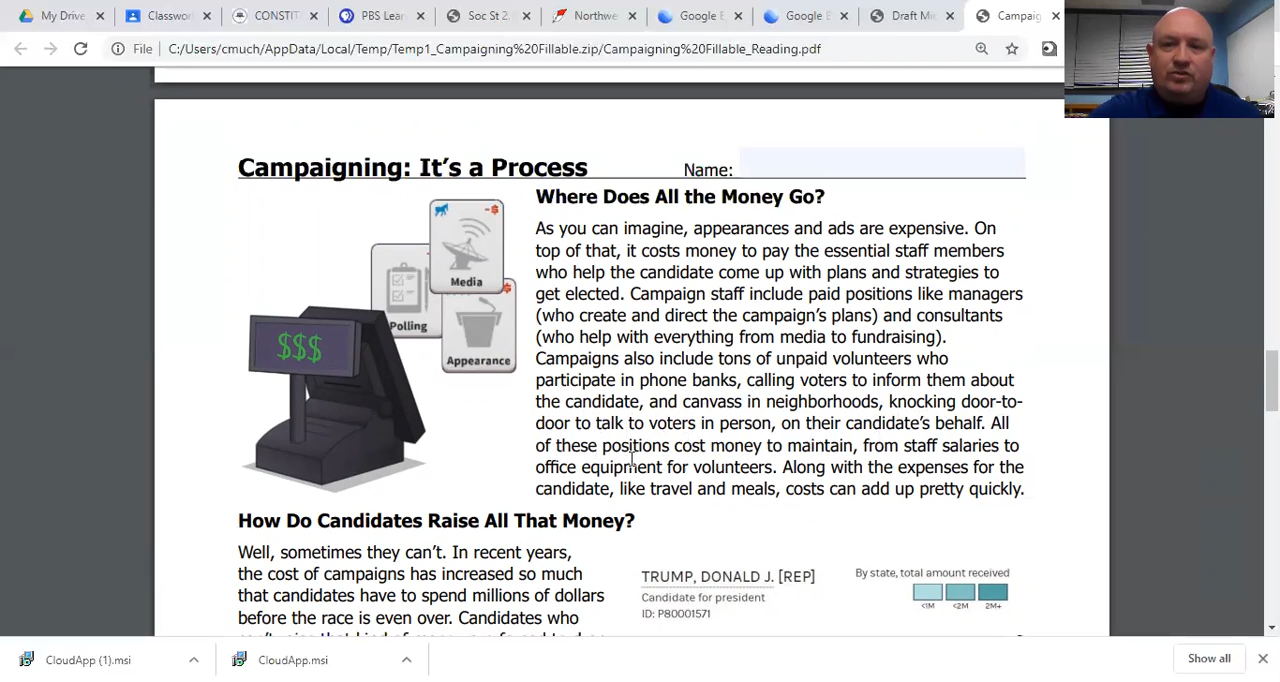 My Drive
Classwor
CONSTIT
PBS Lear
Soc St 2.
Northwe
Google E
Google E
Draft Mi
Campaig
File
C:/Users/cmuch/AppData/Local/Temp/Temp1_Campaigning%20Fillable.zip/Campaigning%20Fillable_Reading.pdf
Campaigning: It's a Process
Name:
Media
Polling
Appearance
$$$
Where Does All the Money Go?
As you can imagine, appearances and ads are expensive. On
top of that, it costs money to pay the essential staff members
who help the candidate come up with plans and strategies to
get elected. Campaign staff include paid positions like managers
(who create and direct the campaign's plans) and consultants
(who help with everything from media to fundraising).
Campaigns also include tons of unpaid volunteers who
participate in phone banks, calling voters to inform them about
the candidate, and canvass in neighborhoods, knocking door-to-
door to talk to voters in person, on their candidate's behalf. All
of these positions cost money to maintain, from staff salaries to
office equipment for volunteers. Along with the expenses for the
candidate, like travel and meals, costs can add up pretty quickly.
How Do Candidates Raise All That Money?
Well, sometimes they can't. In recent years,
the cost of campaigns has increased so much
that candidates have to spend millions of dollars
before the race is even over. Candidates who
TRUMP, DONALD J. [REP]
Candidate for president
ID: P80001571
By state, total amount received
<1M
<2M
2M+
CloudApp (1).msi
CloudApp.msi
Show all